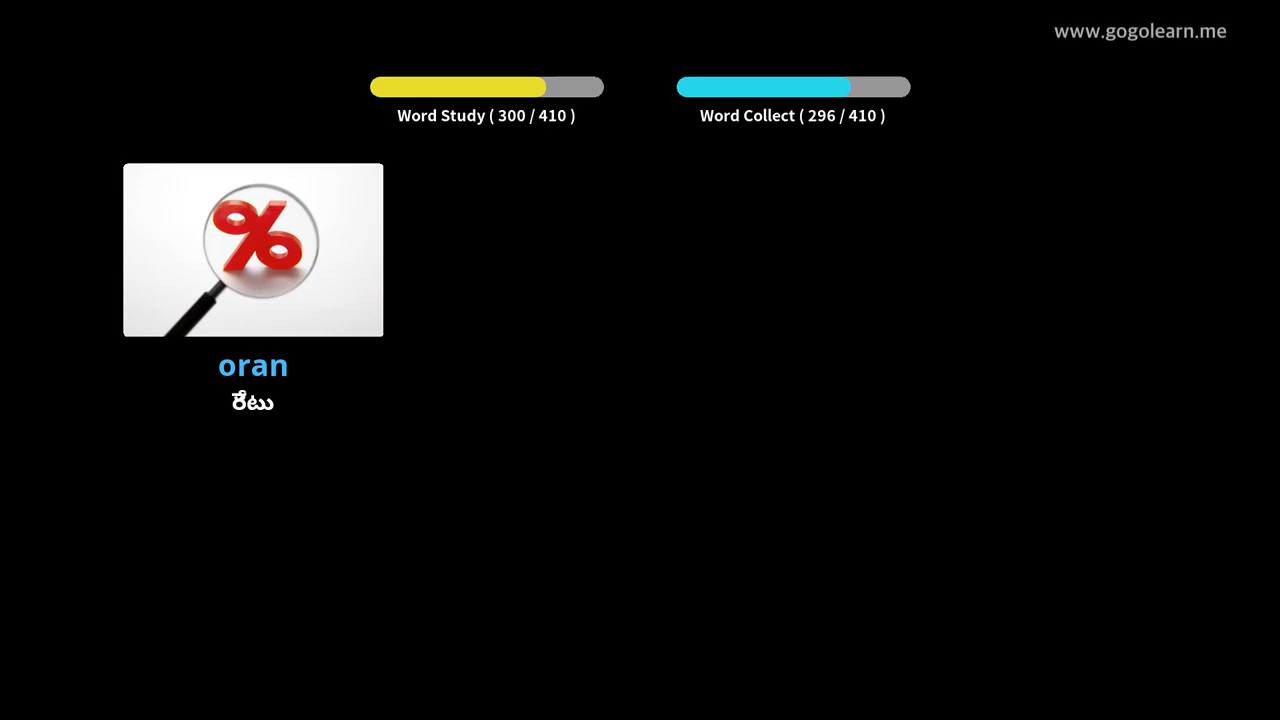 www.gogolearn.me
Word Study ( 300 / 410 )
Word Collect ( 296 / 410 )
%
oran
రేటు